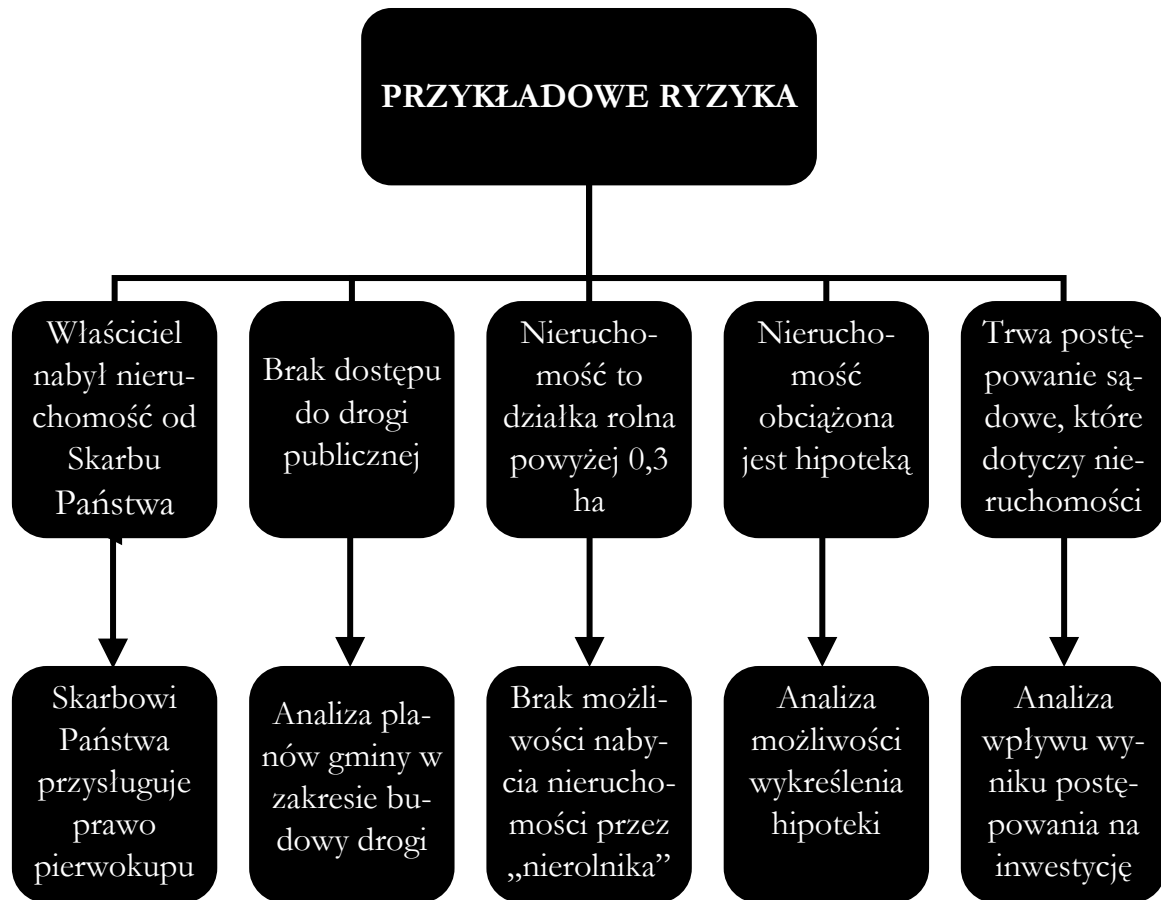 PRZYKŁADOWE RYZYKA
Właściciel
nabył nieru-
chomość od
Skarbu
Państwa
Brak dostępu
do drogi
publicznej
Nierucho-
mość to
działka rolna
powyżej 0,3
ha
Nierucho-
mość
obciążona
jest hipoteką
Trwa postę-
powanie są-
dowe, które
dotyczy nie-
ruchomości
Skarbowi
Państwa
przysługuje
prawo
pierwokupu
Analiza pla-
nów gminy w
zakresie bu-
dowy drogi
Brak możli-
wości naby-
cia nierucho-
mości przez
„nierolnika”
Analiza
możliwości
wykreślenia
hipoteki
Analiza
wpływu wy-
niku postę-
powania na
inwestycję